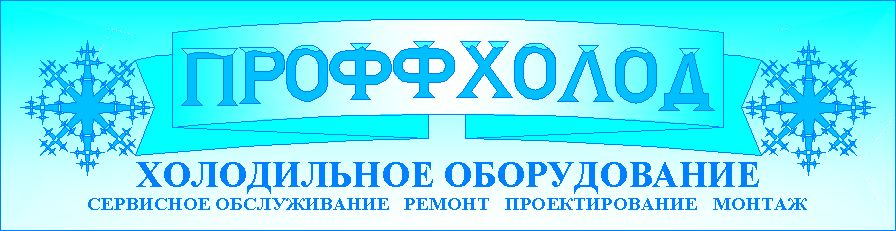 ПРОФФХОЛОД
ХОЛОДИЛЬНОЕ ОБОРУДОВАНИЕ
СЕРВИСНОЕ ОБСЛУЖИВАНИЕ РЕМОНТ ПРОЕКТИРОВАНИЕ МОНТАЖ